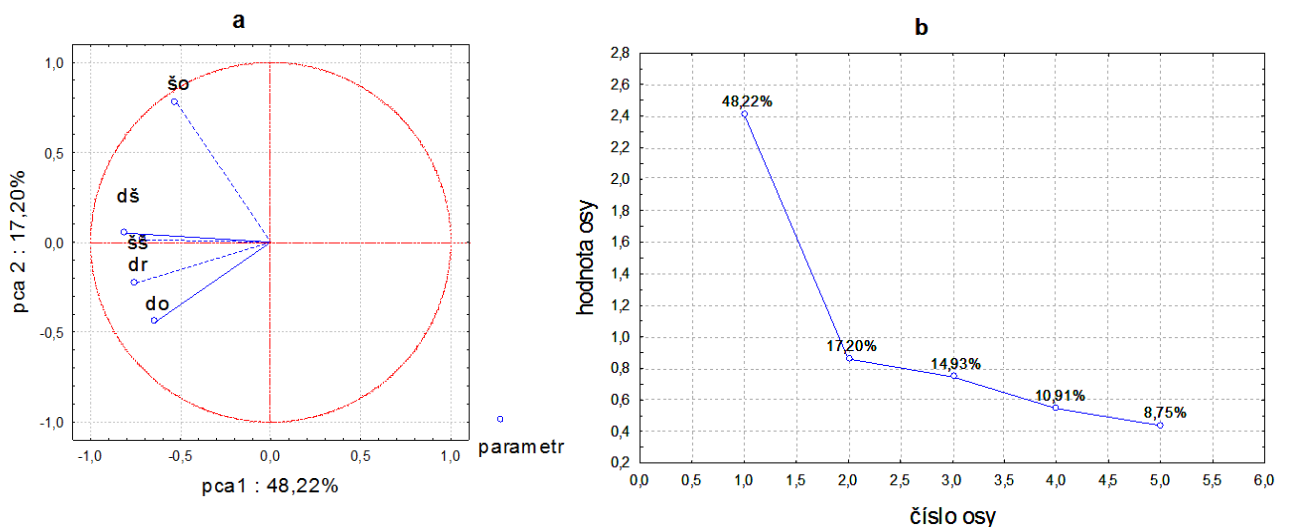 a
1,0
0,5
0,0
-0,5
-1,0
pca 2 : 17,20%
šo
dš
šš
dr
do
-1,0 -0,5 0,0 0,5 1,0
pca1 : 48,22%
parametr
b
2,8
2,6
2,4
2,2
2,0
1,8
1,6
1,4
1,2
1,0
0,8
0,6
0,4
0,2
hodnota osy
48,22%
17,20%
14,93%
10,91%
8,75%
0,0 0,5 1,0 1,5 2,0 2,5 3,0 3,5 4,0 4,5 5,0 5,5 6,0
číslo osy